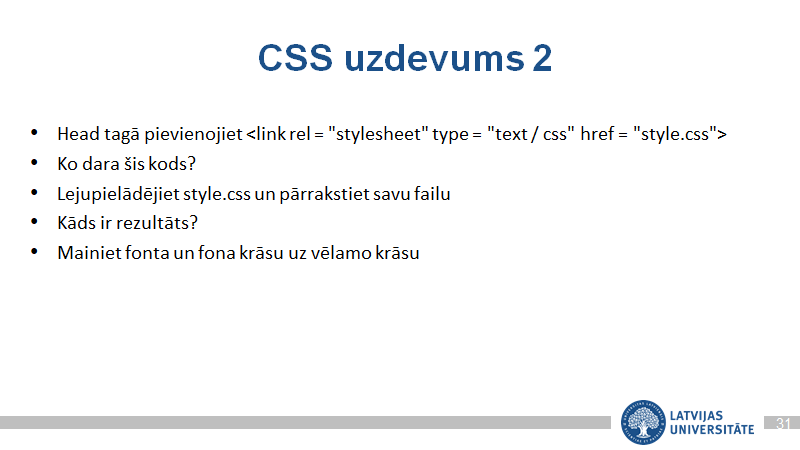 CSS uzdevums 2
• Head tagā pievienojiet <link rel = "stylesheet" type = "text / css" href = "style.css">
• Ko dara šis kods?
• Lejupielādējiet style.css un pārrakstiet savu failu
• Kāds ir rezultāts?
• Mainiet fonta un fona krāsu uz vēlamo krāsu
LATVIJAS
UNIVERSITĀTE
31